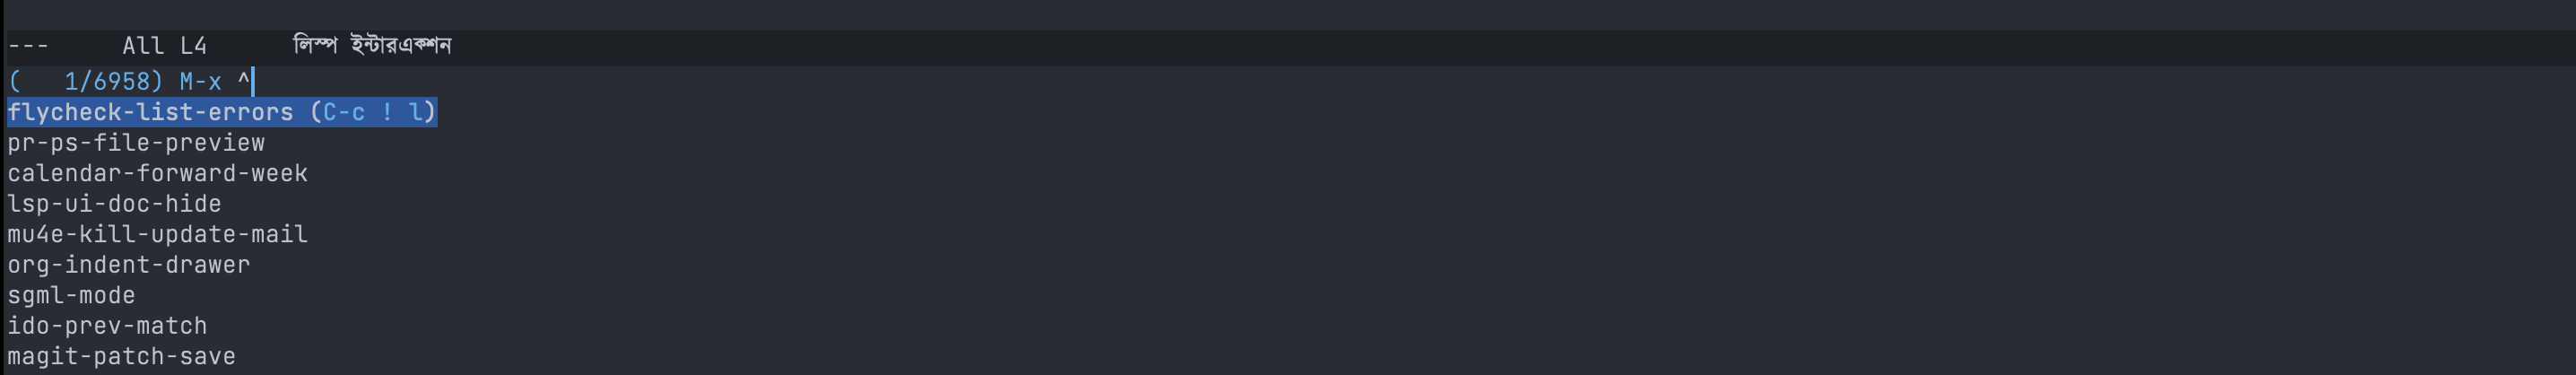 --- All L4 লিস্প ইন্টারএকশন
( 1/6958) M-x ^
flycheck-list-errors (C-c ! l)
pr-ps-file-preview
calendar-forward-week
lsp-ui-doc-hide
mu4e-kill-update-mail
org-indent-drawer
sgml-mode
ido-prev-match
magit-patch-save